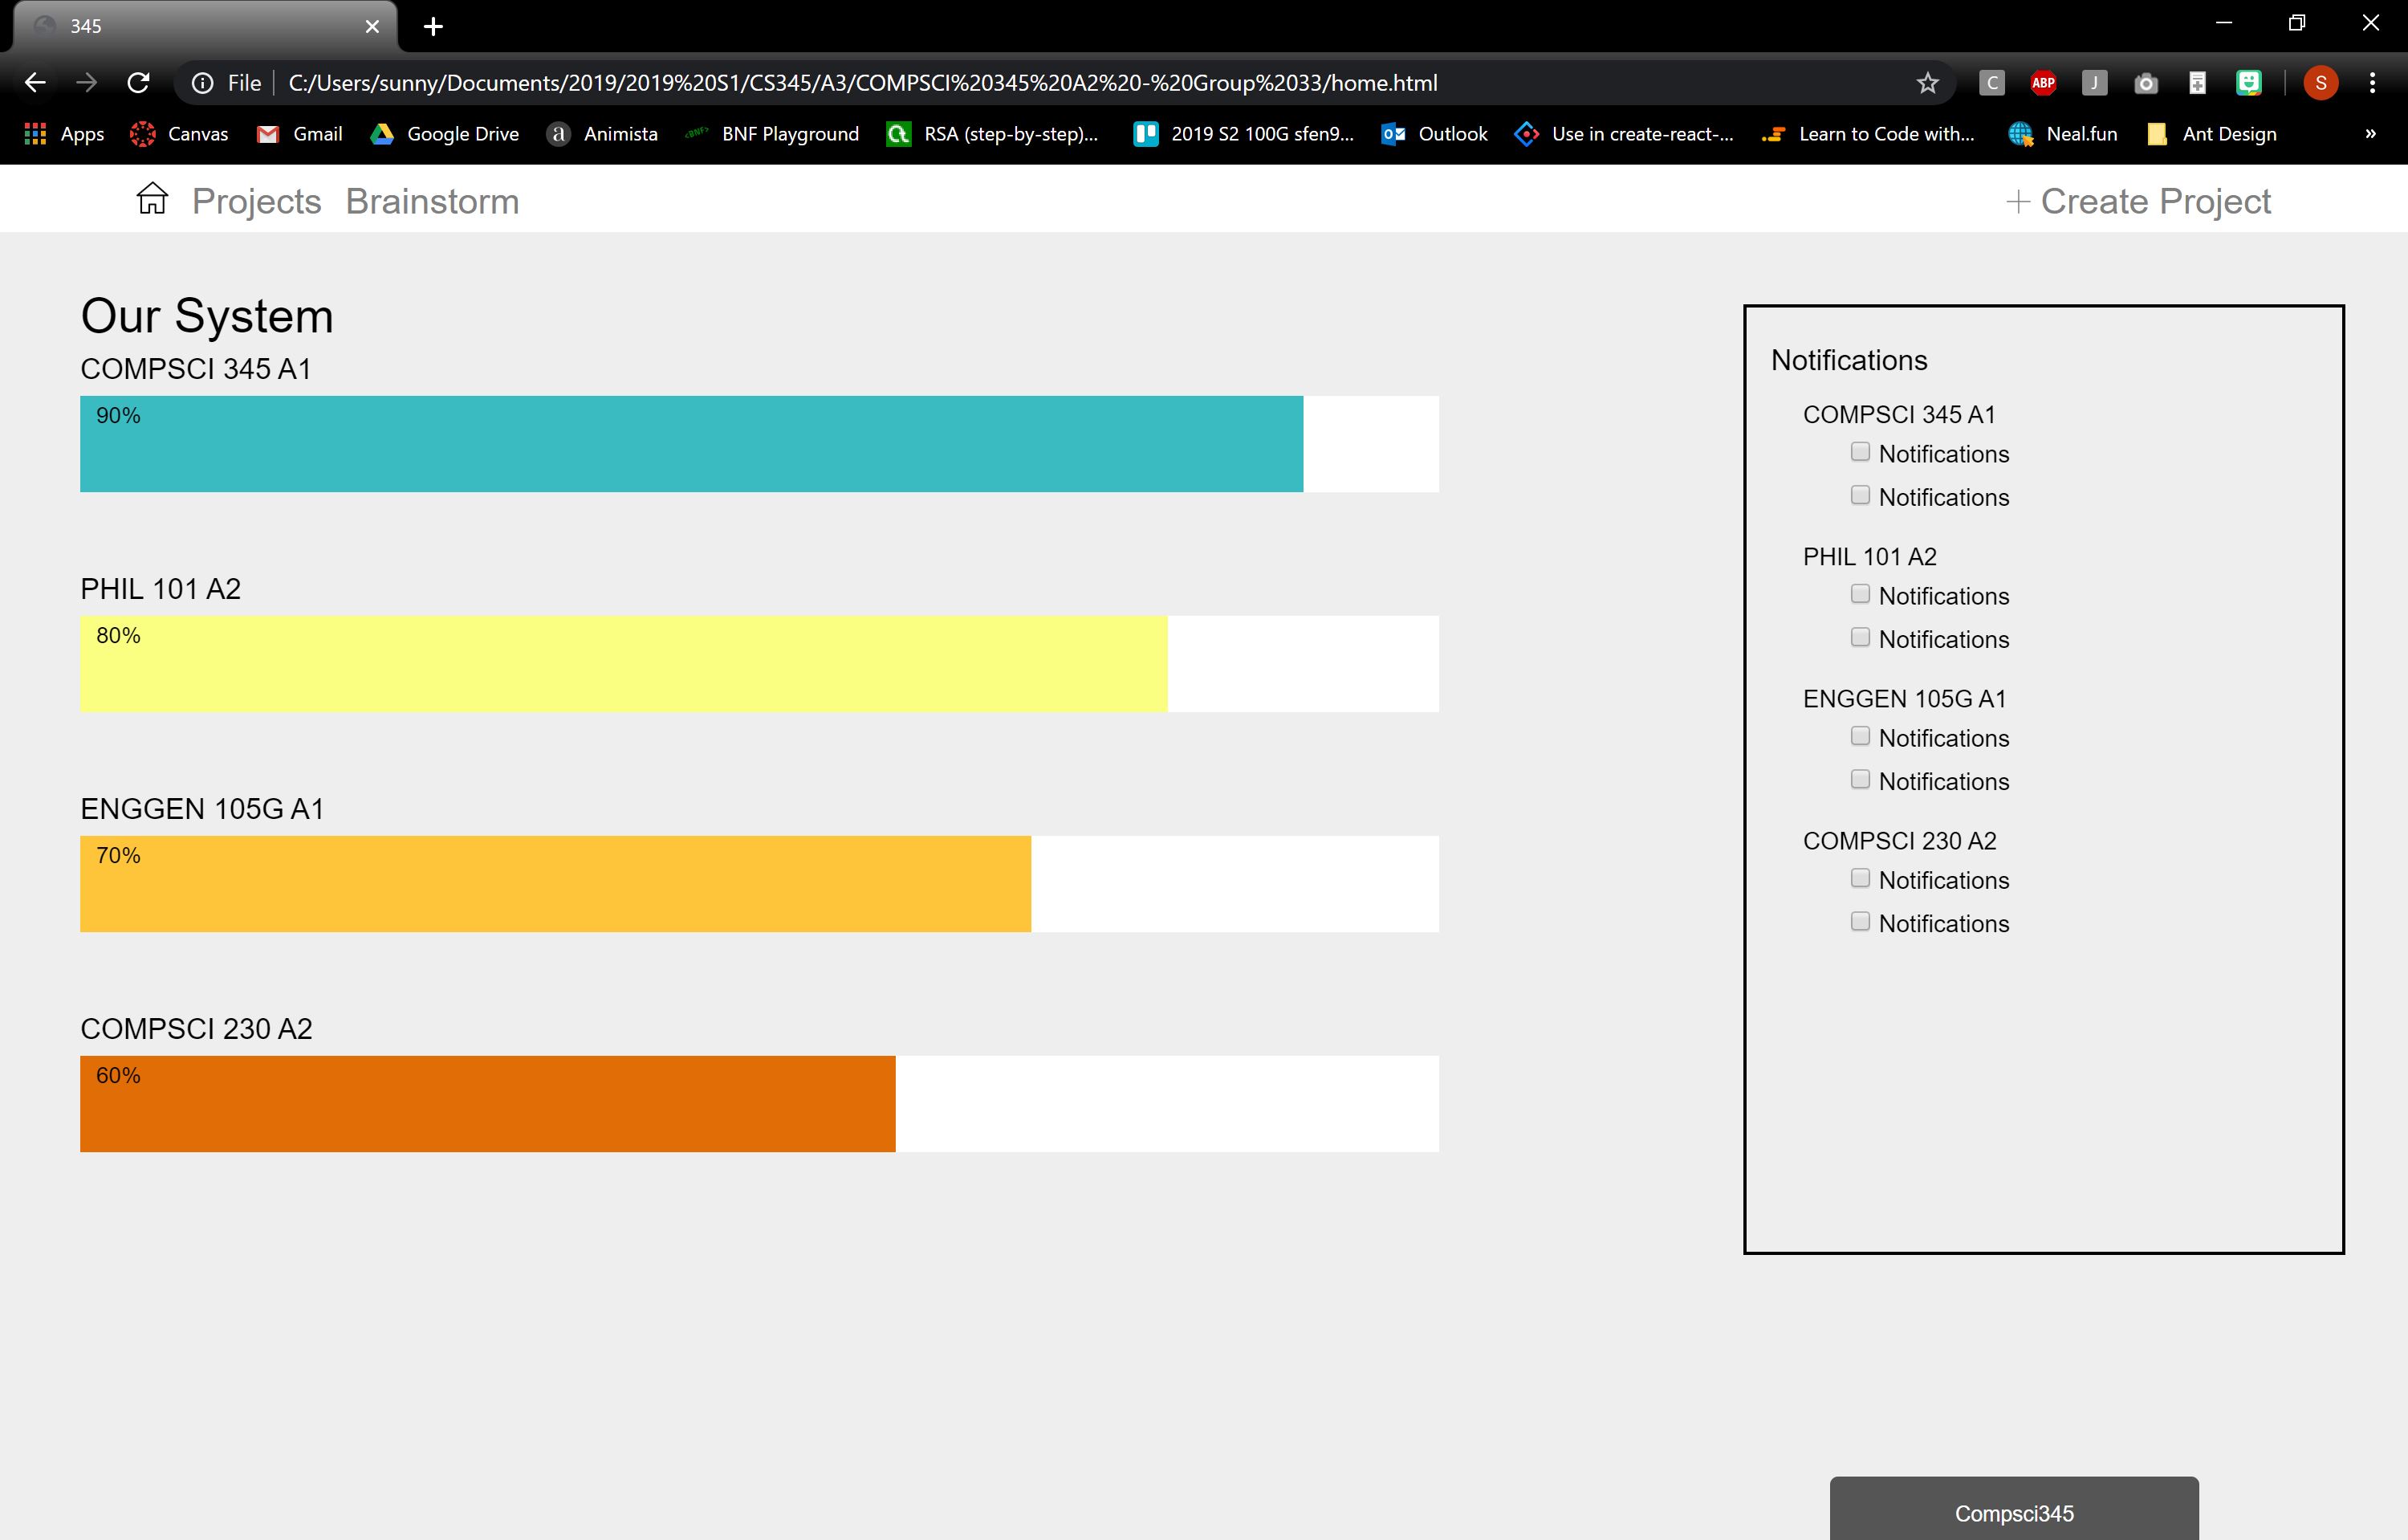 345
File C:/Users/sunny/Documents/2019/2019%20S1/CS345/A3/COMPSCI%20345%20A2%20-%20Group%2033/home.html C ABP J S
Apps Canvas Gmail Google Drive a Animista <BNF> BNF Playground RSA (step-by-step)... 2019 S2 100G sfen9... Outlook Use in create-react-... Learn to Code with... Neal.fun Ant Design »
Projects Brainstorm + Create Project
Our System
COMPSCI 345 A1
90%
PHIL 101 A2
80%
ENGGEN 105G A1
70%
COMPSCI 230 A2
60%
Notifications
COMPSCI 345 A1
Notifications
Notifications
PHIL 101 A2
Notifications
Notifications
ENGGEN 105G A1
Notifications
Notifications
COMPSCI 230 A2
Notifications
Notifications
Compsci345